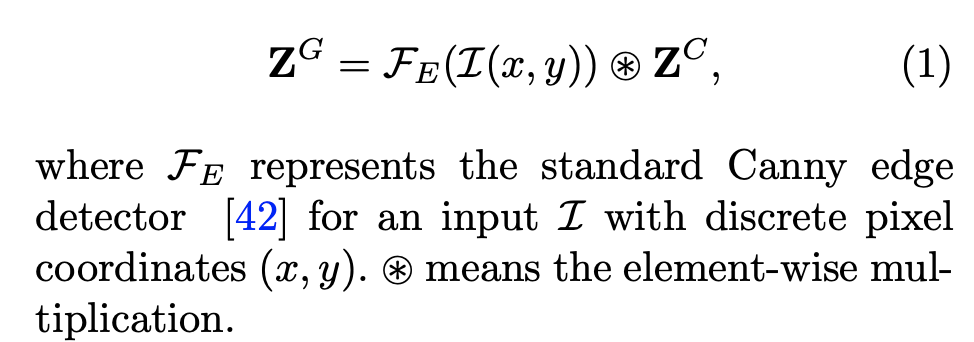 Z^G = F_E(I(x, y)) ⊛ Z^C, (1)
where F_E represents the standard Canny edge
detector [42] for an input I with discrete pixel
coordinates (x, y). ⊛ means the element-wise mul-
tiplication.